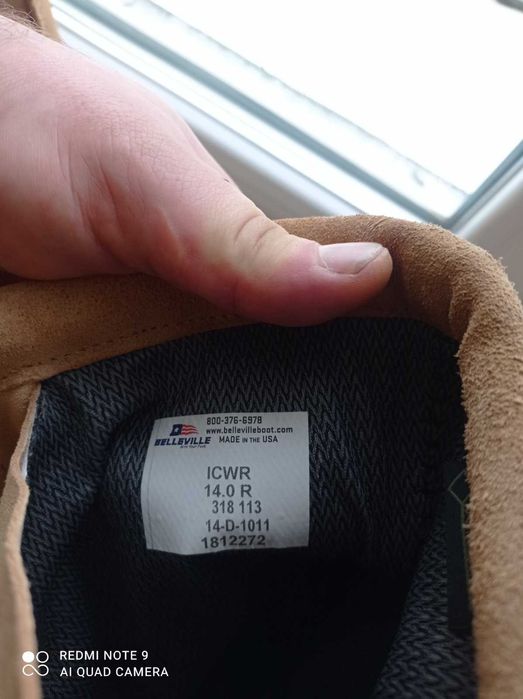 800-376-6978
BELLEVILLE
www.bellevilleboot.com
MADE IN THE USA
ICWR
14.0 R
318 113
14-D-1011
1812272
REDMI NOTE 9
AI QUAD CAMERA